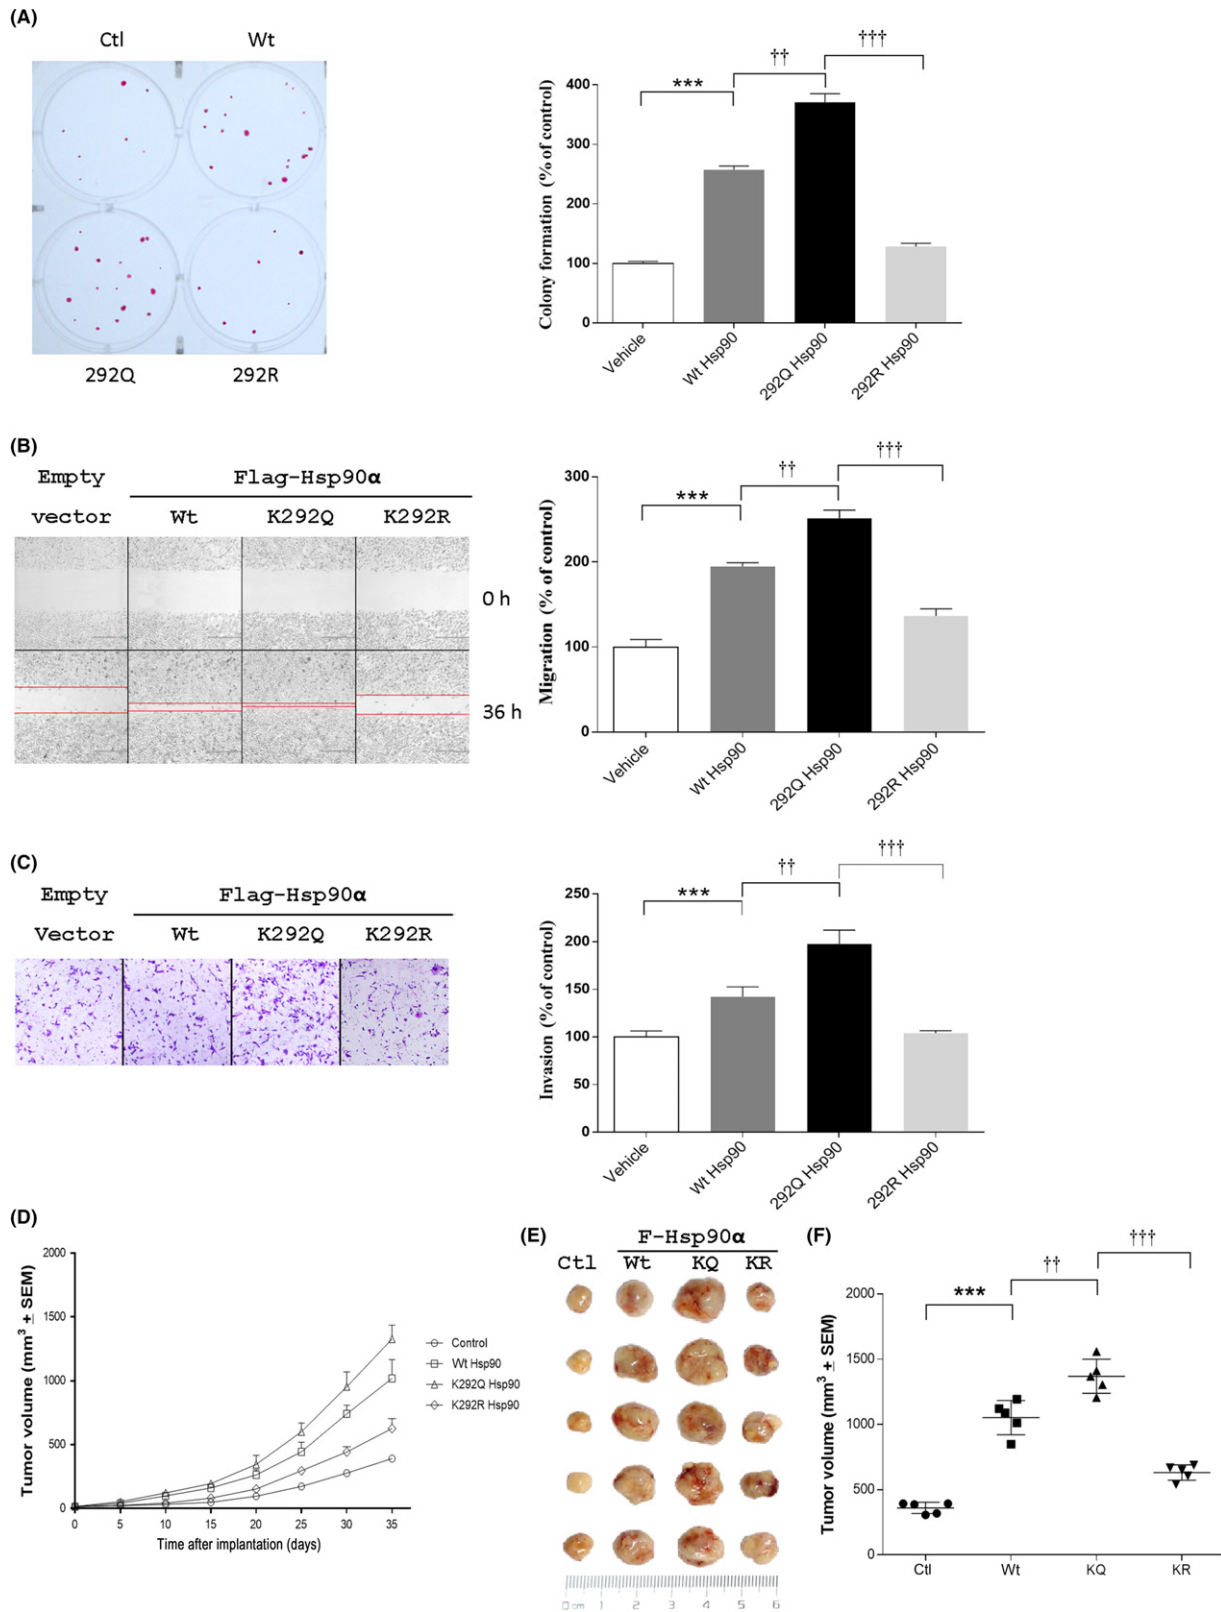 (A)
Ctl Wt
292Q 292R
††† 
††
***
400
300
200
100
0
Colony formation (% of control)
Vehicle
Wt Hsp90
292Q Hsp90
292R Hsp90
(B)
Empty Flag-Hsp90α
vector Wt K292Q K292R
0 h
36 h
†††
††
***
300
200
100
0
Migration (% of control)
Vehicle
Wt Hsp90
292Q Hsp90
292R Hsp90
(C)
Empty Flag-Hsp90α
Vector Wt K292Q K292R
†††
††
***
250
200
150
100
50
0
Invasion (% of control)
Vehicle
Wt Hsp90
292Q Hsp90
292R Hsp90
(D)
2000
1500
1000
500
0
Tumor volume (mm³ ± SEM)
0 5 10 15 20 25 30 35
Time after implantation (days)
Control
Wt Hsp90
K292Q Hsp90
K292R Hsp90
(E)
F-Hsp90α
Ctl Wt KQ KR
0 cm 1 2 3 4 5 6
(F)
†††
††
***
2000
1500
1000
500
0
Tumor volume (mm³ ± SEM)
Ctl Wt KQ KR